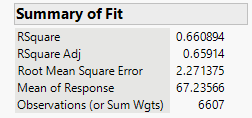 Summary of Fit
RSquare 0.660894
RSquare Adj 0.65914
Root Mean Square Error 2.271375
Mean of Response 67.23566
Observations (or Sum Wgts) 6607